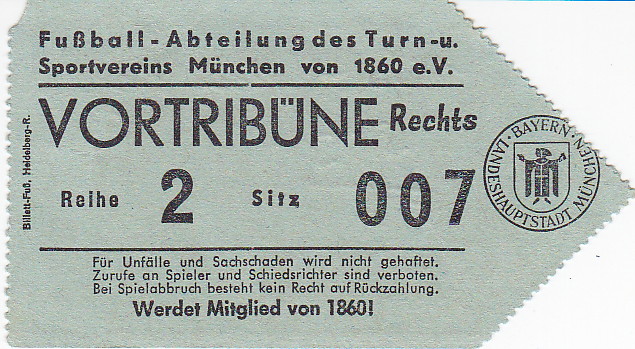 Fußball-Abteilung des Turn-u.
Sportvereins München von 1860 e.V.
VORTRIBÜNE Rechts
Reihe 2 Sitz 007
Für Unfälle und Sachschaden wird nicht gehaftet.
Zurufe an Spieler und Schiedsrichter sind verboten.
Bei Spielabbruch besteht kein Recht auf Rückzahlung.
Werdet Mitglied von 1860!
Billett-Fuß, Heidelberg-R.
· BAYERN ·
LANDESHAUPTSTADT MÜNCHEN